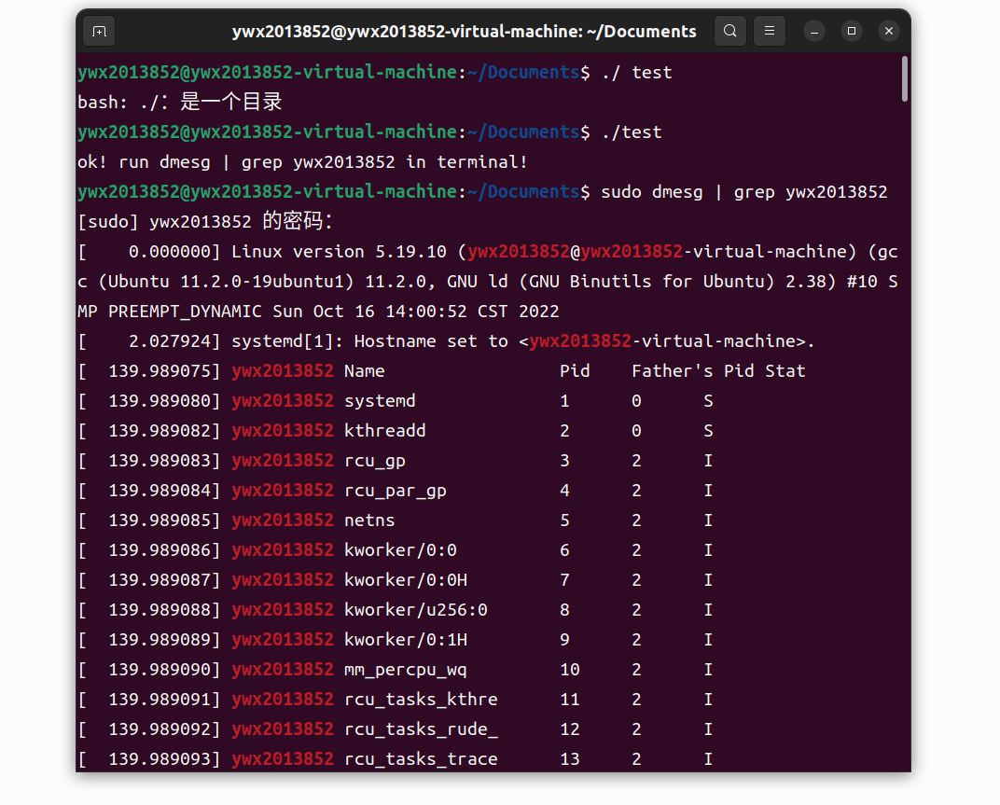 ywx2013852@ywx2013852-virtual-machine: ~/Documents
ywx2013852@ywx2013852-virtual-machine:~/Documents$ ./ test
bash: ./: 是一个目录
ywx2013852@ywx2013852-virtual-machine:~/Documents$ ./test
ok! run dmesg | grep ywx2013852 in terminal!
ywx2013852@ywx2013852-virtual-machine:~/Documents$ sudo dmesg | grep ywx2013852
[sudo] ywx2013852 的密码：
[    0.000000] Linux version 5.19.10 (ywx2013852@ywx2013852-virtual-machine) (gc
c (Ubuntu 11.2.0-19ubuntu1) 11.2.0, GNU ld (GNU Binutils for Ubuntu) 2.38) #10 S
MP PREEMPT_DYNAMIC Sun Oct 16 14:00:52 CST 2022
[    2.027924] systemd[1]: Hostname set to <ywx2013852-virtual-machine>.
[  139.989075] ywx2013852 Name                 Pid    Father's Pid Stat
[  139.989080] ywx2013852 systemd              1      0      S
[  139.989082] ywx2013852 kthreadd             2      0      S
[  139.989083] ywx2013852 rcu_gp               3      2      I
[  139.989084] ywx2013852 rcu_par_gp           4      2      I
[  139.989085] ywx2013852 netns                5      2      I
[  139.989086] ywx2013852 kworker/0:0          6      2      I
[  139.989087] ywx2013852 kworker/0:0H         7      2      I
[  139.989088] ywx2013852 kworker/u256:0       8      2      I
[  139.989089] ywx2013852 kworker/0:1H         9      2      I
[  139.989090] ywx2013852 mm_percpu_wq         10     2      I
[  139.989091] ywx2013852 rcu_tasks_kthre      11     2      I
[  139.989092] ywx2013852 rcu_tasks_rude_      12     2      I
[  139.989093] ywx2013852 rcu_tasks_trace      13     2      I